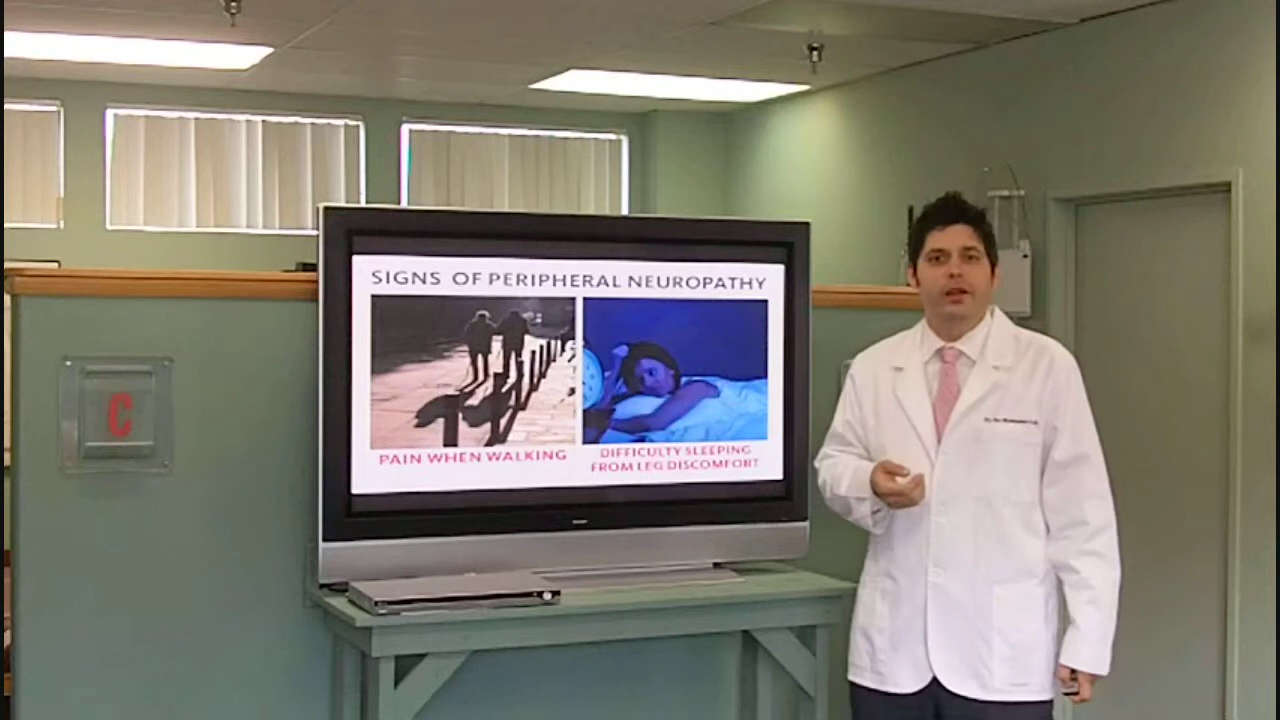 SIGNS OF PERIPHERAL NEUROPATHY
PAIN WHEN WALKING
DIFFICULTY SLEEPING
FROM LEG DISCOMFORT
C